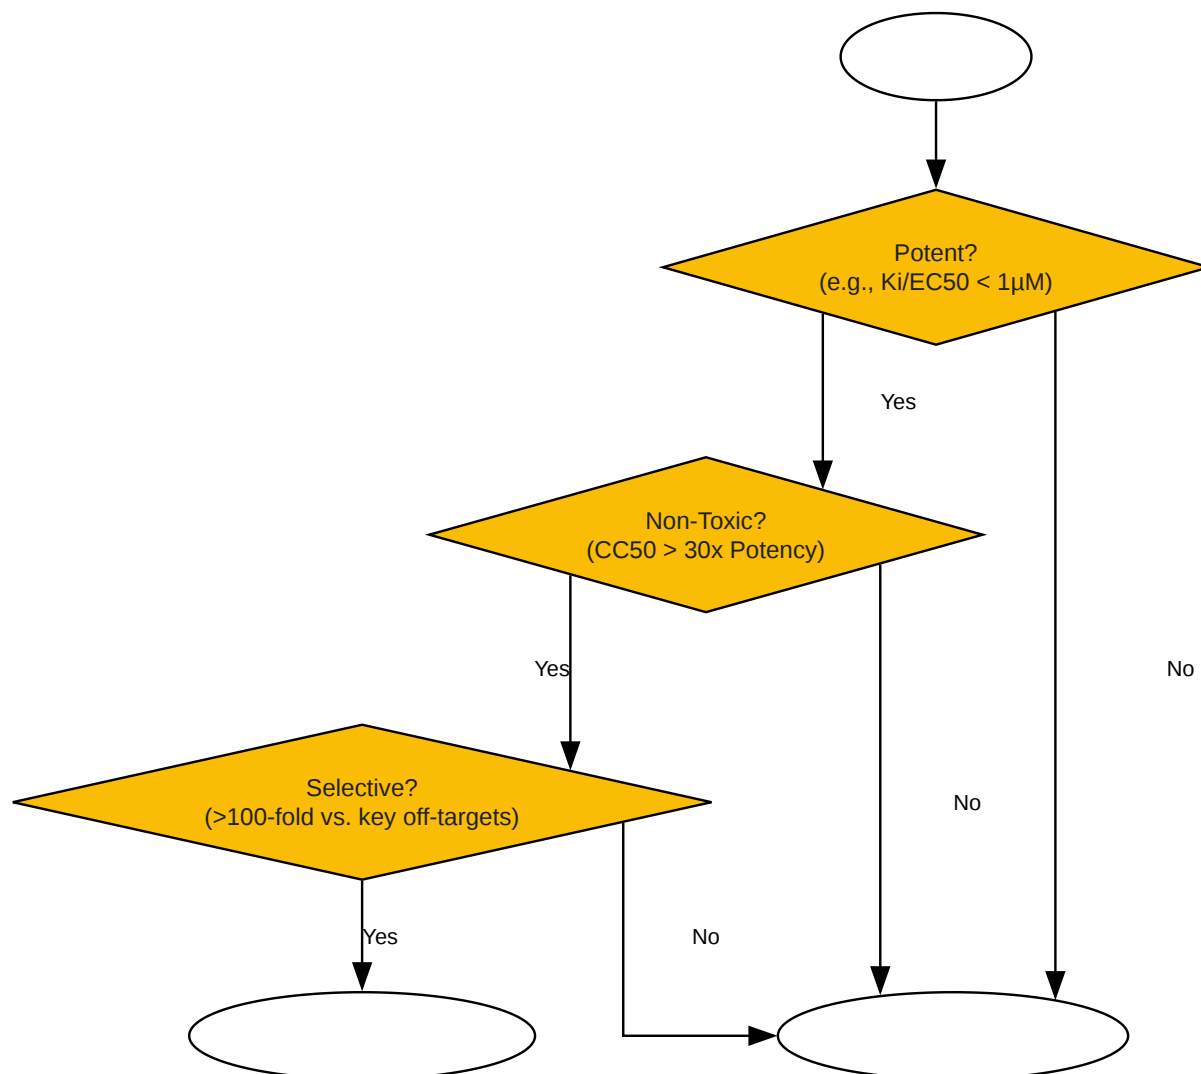 Potent?
(e.g., Ki/EC50 < 1µM)
Yes
Non-Toxic?
(CC50 > 30x Potency)
Yes
No
Selective?
(>100-fold vs. key off-targets)
No
Yes
No